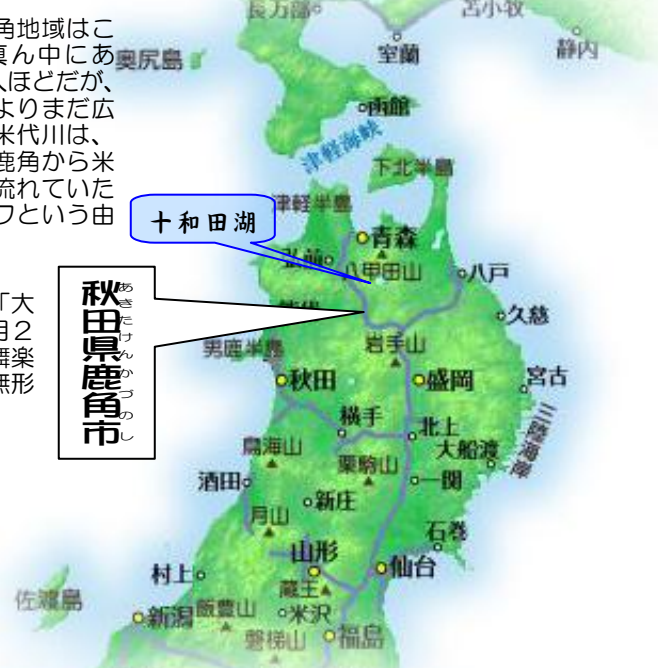 角地域はこ
真ん中にあ
人ほどだが、
よりまだ広
米代川は、
鹿角から米
流れていた
ワという由
「大
月2
舞楽
無形
長万部
苫小牧
室蘭
静内
奥尻島
函館
津軽海峡
下北半島
津軽半島
十和田湖
青森
弘前
八甲田山
八戸
久慈
秋田県鹿角市
あきたけんかづのし
能代
男鹿半島
岩手山
秋田
盛岡
宮古
横手
北上
大船渡
三陸海岸
鳥海山
栗駒山
酒田
一関
新庄
月山
石巻
山形
仙台
村上
蔵王
佐渡島
新潟
飯豊山
米沢
磐梯山
福島